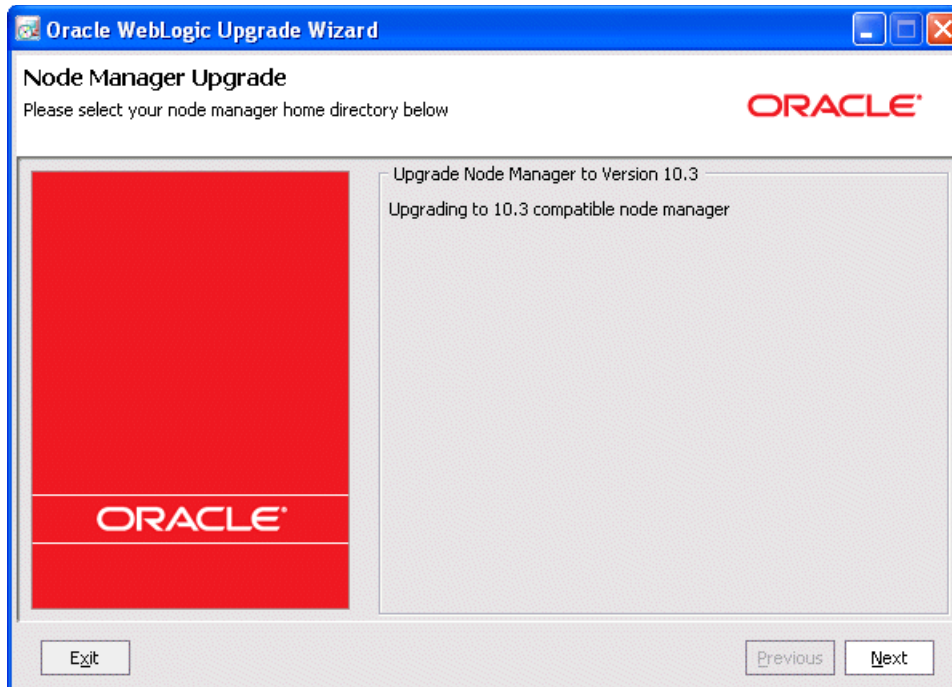 Oracle WebLogic Upgrade Wizard
Node Manager Upgrade
Please select your node manager home directory below
ORACLE
Upgrade Node Manager to Version 10.3
Upgrading to 10.3 compatible node manager
ORACLE
Exit
Previous
Next